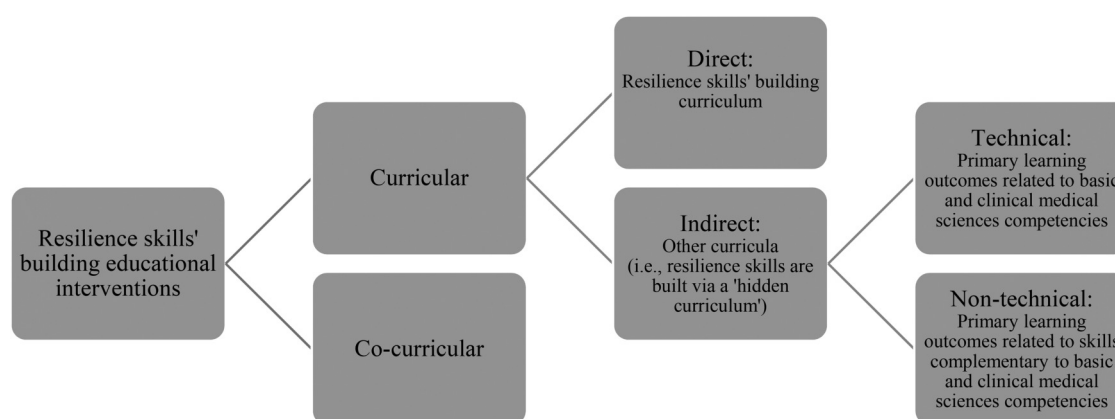 Resilience skills'
building educational
interventions
Curricular
Co-curricular
Direct:
Resilience skills' building
curriculum
Indirect:
Other curricula
(i.e., resilience skills are
built via a 'hidden
curriculum')
Technical:
Primary learning
outcomes related to basic
and clinical medical
sciences competencies
Non-technical:
Primary learning
outcomes related to skills
complementary to basic
and clinical medical
sciences competencies